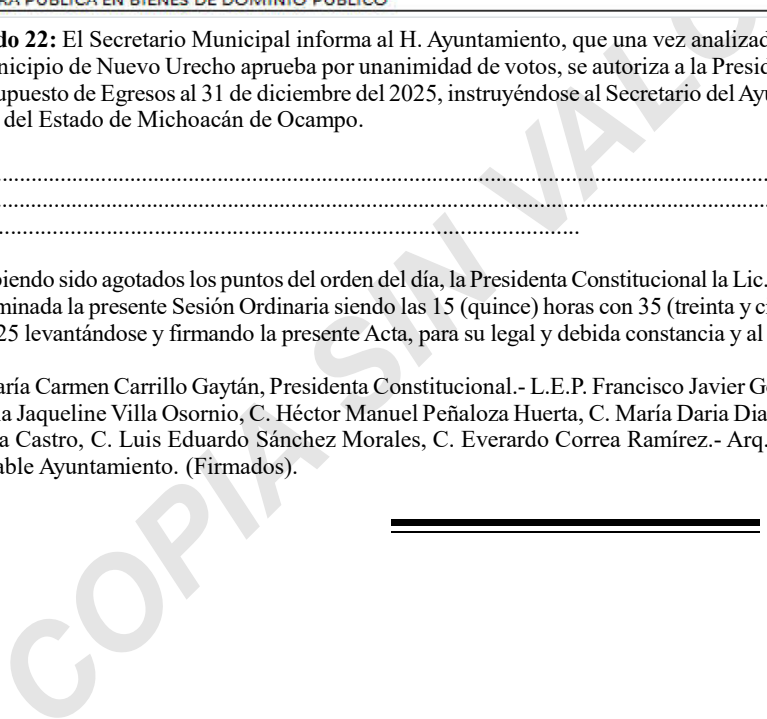 RA PÚBLICA EN BIENES DE DOMINIO PÚBLICO
do 22: El Secretario Municipal informa al H. Ayuntamiento, que una vez analizad
nicipio de Nuevo Urecho aprueba por unanimidad de votos, se autoriza a la Presid
upuesto de Egresos al 31 de diciembre del 2025, instruyéndose al Secretario del Ayu
del Estado de Michoacán de Ocampo.
biendo sido agotados los puntos del orden del día, la Presidenta Constitucional la Lic.
minada la presente Sesión Ordinaria siendo las 15 (quince) horas con 35 (treinta y ci
25 levantándose y firmando la presente Acta, para su legal y debida constancia y al
aría Carmen Carrillo Gaytán, Presidenta Constitucional.- L.E.P. Francisco Javier G
a Jaqueline Villa Osornio, C. Héctor Manuel Peñaloza Huerta, C. María Daria Dia
a Castro, C. Luis Eduardo Sánchez Morales, C. Everardo Correa Ramírez.- Arq.
able Ayuntamiento. (Firmados).
COPIA SIN VALO